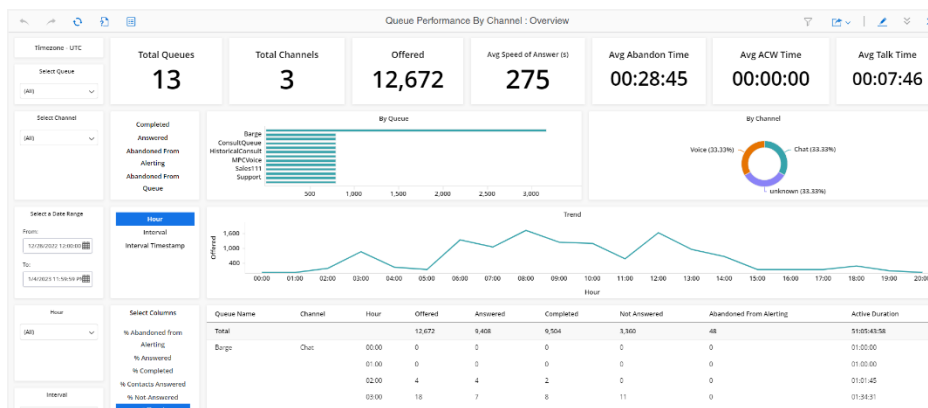 Queue Performance By Channel : Overview
Timezone - UTC
Select Queue
(All)
Total Queues
13
Total Channels
3
Offered
12,672
Avg Speed of Answer (s)
275
Avg Abandon Time
00:28:45
Avg ACW Time
00:00:00
Avg Talk Time
00:07:46
Select Channel
(All)
Completed
Answered
Abandoned From
Alerting
Abandoned From
Queue
By Queue
Barge
ConsultQueue
HistoricalConsult
MPCVoice
Sales111
Support
500 1,000 1,500 2,000 2,500 3,000
By Channel
Voice (33.33%)
Chat (33.33%)
unknown (33.33%)
Select a Date Range
From:
12/28/2022 12:00:00
To:
1/4/2023 11:59:59 PM
Hour
Interval
Interval Timestamp
Trend
Offered
1,600
1,000
400
00:00 01:00 02:00 03:00 04:00 05:00 06:00 07:00 08:00 09:00 10:00 11:00 12:00 13:00 14:00 15:00 16:00 17:00 18:00 19:00 20:00
Hour
Hour
(All)
Interval
Select Columns
% Abandoned from
Alerting
% Answered
% Completed
% Contacts Answered
% Not Answered
Queue Name Channel Hour Offered Answered Completed Not Answered Abandoned From Alerting Active Duration
Total 12,672 9,408 9,504 3,360 48 51:05:43:58
Barge Chat 00:00 0 0 0 0 0 01:00:00
01:00 0 0 0 0 0 01:00:00
02:00 4 4 2 0 0 01:01:45
03:00 18 7 8 11 0 01:34:31